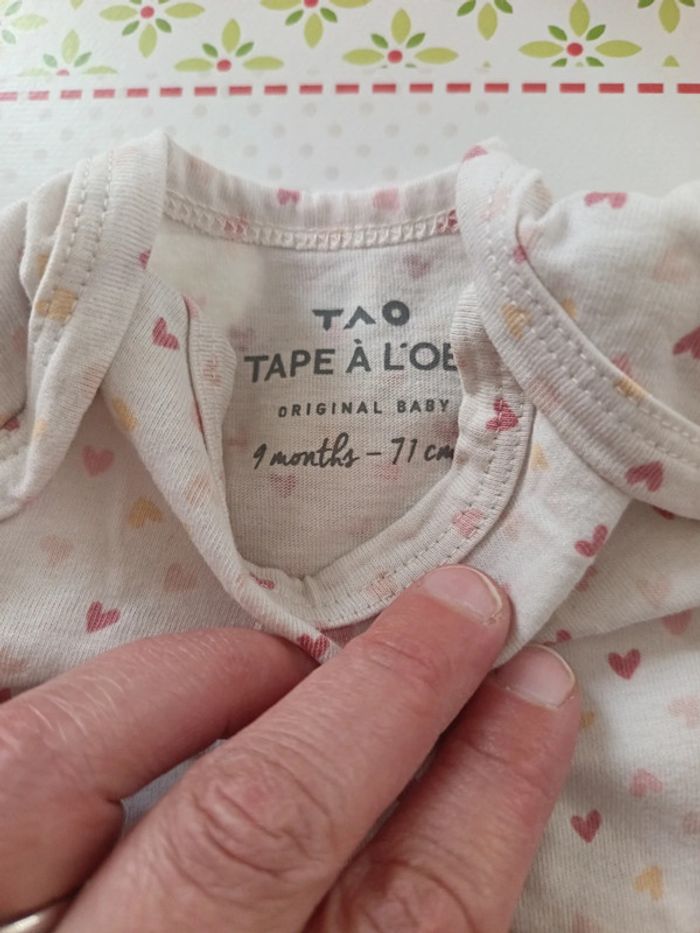 TAO
TAPE À L'OE
ORIGINAL BABY
9 months - 71 cm